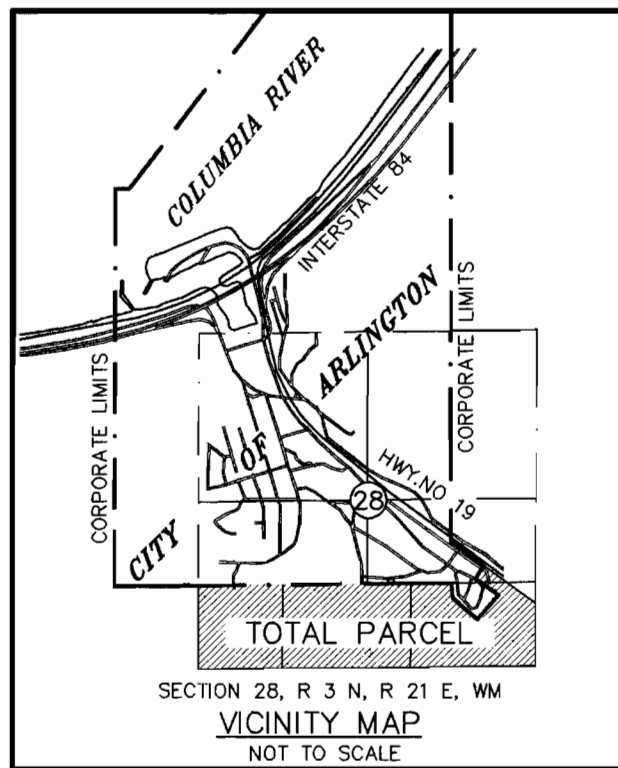 COLUMBIA RIVER
INTERSTATE 84
CORPORATE LIMITS
CORPORATE LIMITS
CITY OF ARLINGTON
HWY.NO 19
28
TOTAL PARCEL
SECTION 28, R 3 N, R 21 E, WM
VICINITY MAP
NOT TO SCALE